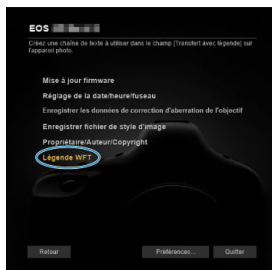 EOS
Créez une chaîne de texte à utiliser dans le champ [Transfert avec légende] sur
l'appareil photo.
Mise à jour firmware
Réglage de la date/heure/fuseau
Enregistrer les données de correction d'aberration de l'objectif
Enregistrer fichier de style d'image
Propriétaire/Auteur/Copyright
Légende WFT
Retour
Préférences...
Quitter